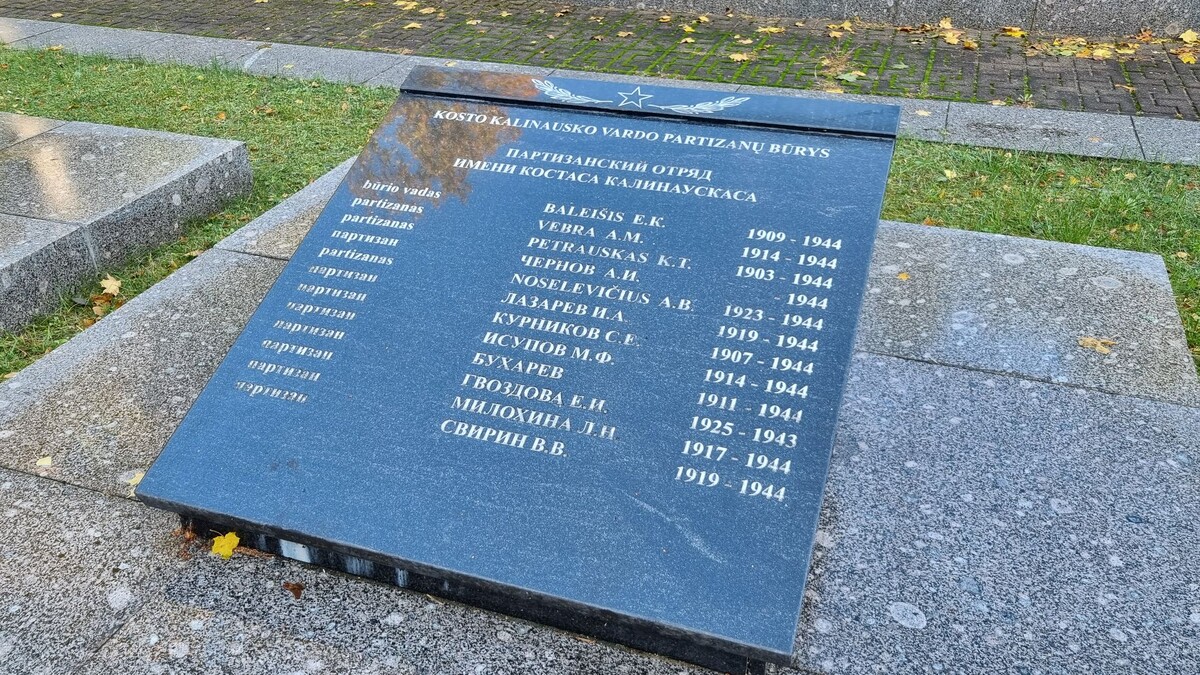 KOSTO KALINAUSKO VARDO PARTIZANŲ BŪRYS
ПАРТИЗАНСКИЙ ОТРЯД
ИМЕНИ КОСТАСА КАЛИНАУСКАСА
būrio vadas BALEIŠIS E.K. 1909 - 1944
partizanas VEBRA A.M. 1914 - 1944
partizanas PETRAUSKAS K.T. 1903 - 1944
партизан ЧЕРНОВ А.И. - 1944
partizanas NOSELEVIČIUS A.B. 1923 - 1944
партизан ЛАЗАРЕВ И.А. 1919 - 1944
партизан КУРНИКОВ С.Е. 1907 - 1944
партизан ИСУПОВ М.Ф. 1914 - 1944
партизан БУХАРЕВ 1911 - 1944
партизан ГВОЗДОВА Е.И. 1925 - 1943
партизан МИЛОХИНА Л.Н. 1917 - 1944
партизан СВИРИН В.В. 1919 - 1944